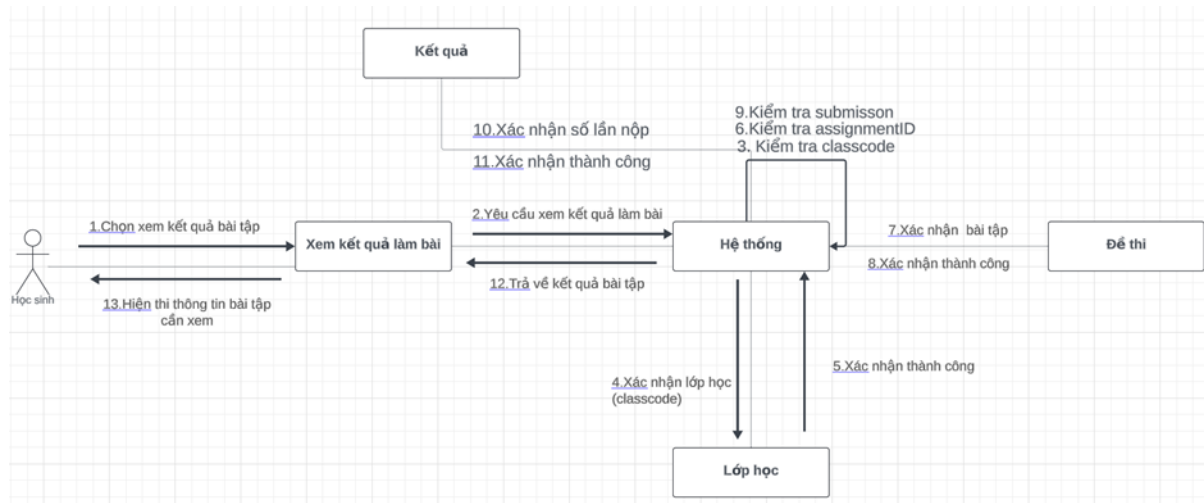 Kết quả
9.Kiểm tra submisson
6.Kiểm tra assignmentID
3. Kiểm tra classcode
10.Xác nhận số lần nộp
11.Xác nhận thành công
1.Chọn xem kết quả bài tập
2.Yêu cầu xem kết quả làm bài
Xem kết quả làm bài
Hệ thống
7.Xác nhận bài tập
Đề thi
8.Xác nhận thành công
Học sinh
13.Hiện thi thông tin bài tập
cần xem
12.Trả về kết quả bài tập
4.Xác nhận lớp học
(classcode)
5.Xác nhận thành công
Lớp học